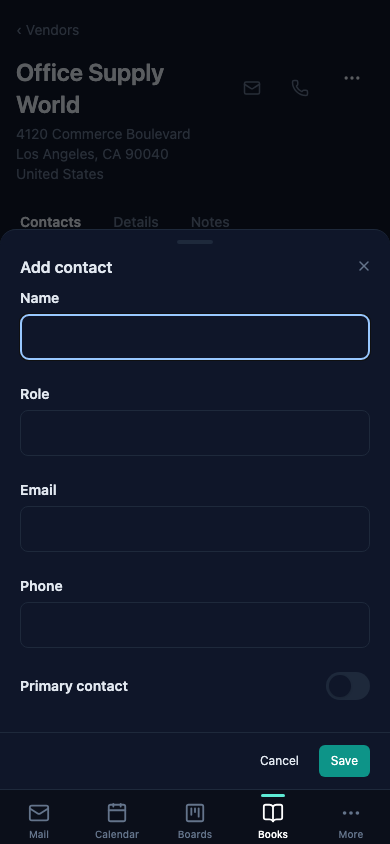 ‹ Vendors
Office Supply
World
4120 Commerce Boulevard
Los Angeles, CA 90040
United States
Contacts Details Notes
Add contact
Name
Role
Email
Phone
Primary contact
Cancel Save
Mail Calendar Boards Books More